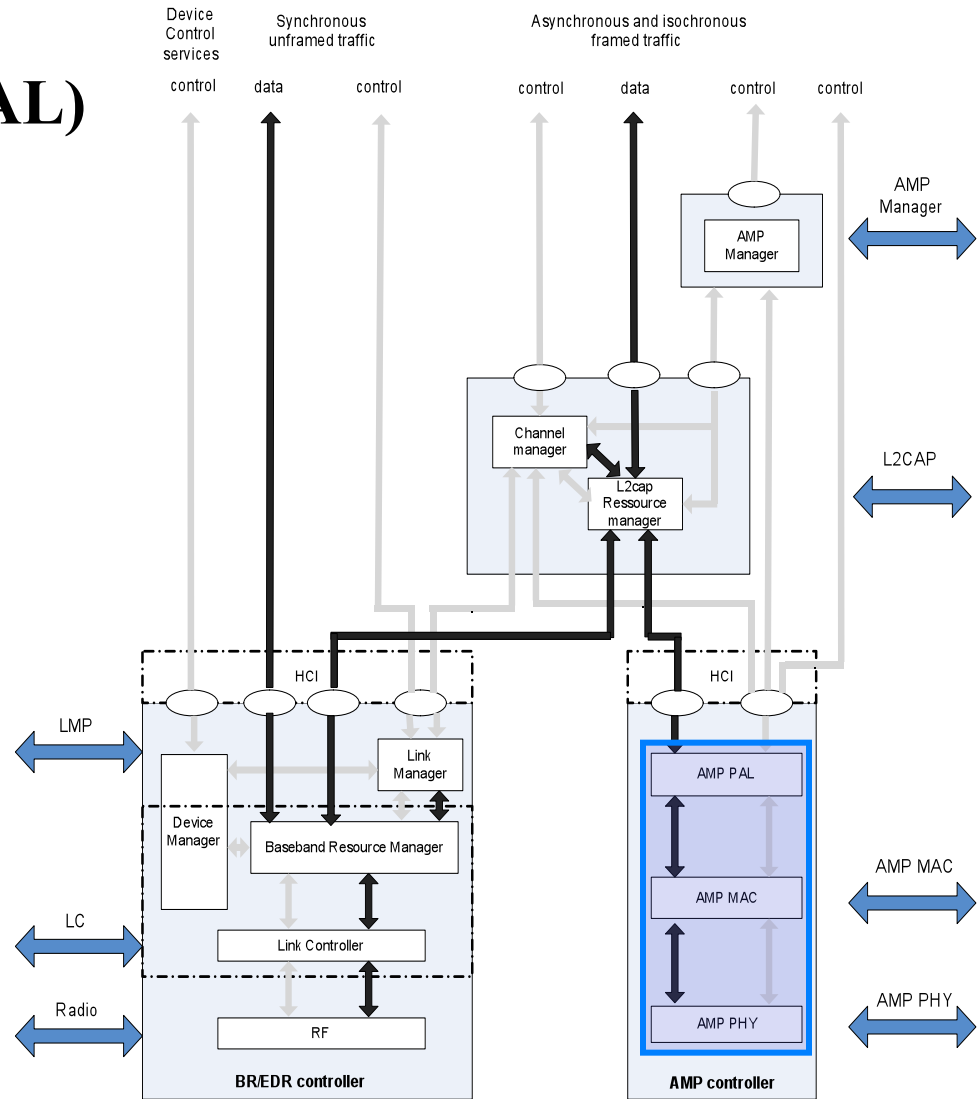 AL)
Device
Control
services
Synchronous
unframed traffic
Asynchronous and isochronous
framed traffic
control
data
control
control
data
control
control
AMP
Manager
AMP
Manager
Channel
manager
L2cap
Ressource
manager
L2CAP
HCI
HCI
LMP
Link
Manager
AMP PAL
Device
Manager
Baseband Resource Manager
AMP MAC
AMP MAC
LC
Link Controller
Radio
RF
AMP PHY
AMP PHY
BR/EDR controller
AMP controller